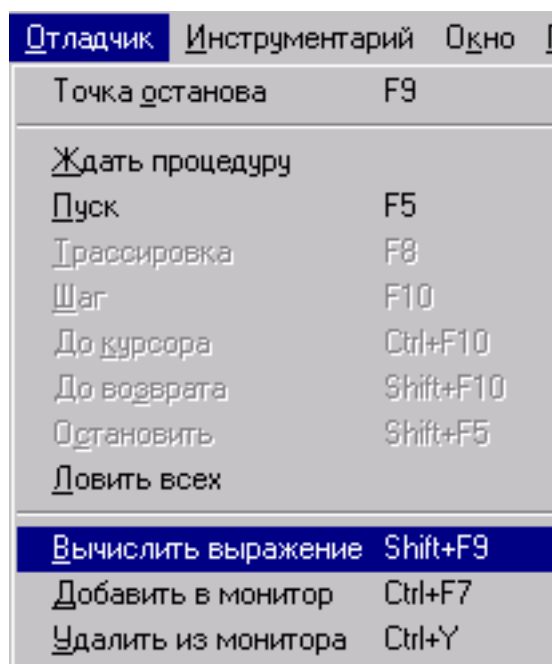 Отладчик Инструментарий Окно
Точка останова F9
Ждать процедуру
Пуск F5
Трассировка F8
Шаг F10
До курсора Ctrl+F10
До возврата Shift+F10
Остановить Shift+F5
Ловить всех
Вычислить выражение Shift+F9
Добавить в монитор Ctrl+F7
Удалить из монитора Ctrl+Y